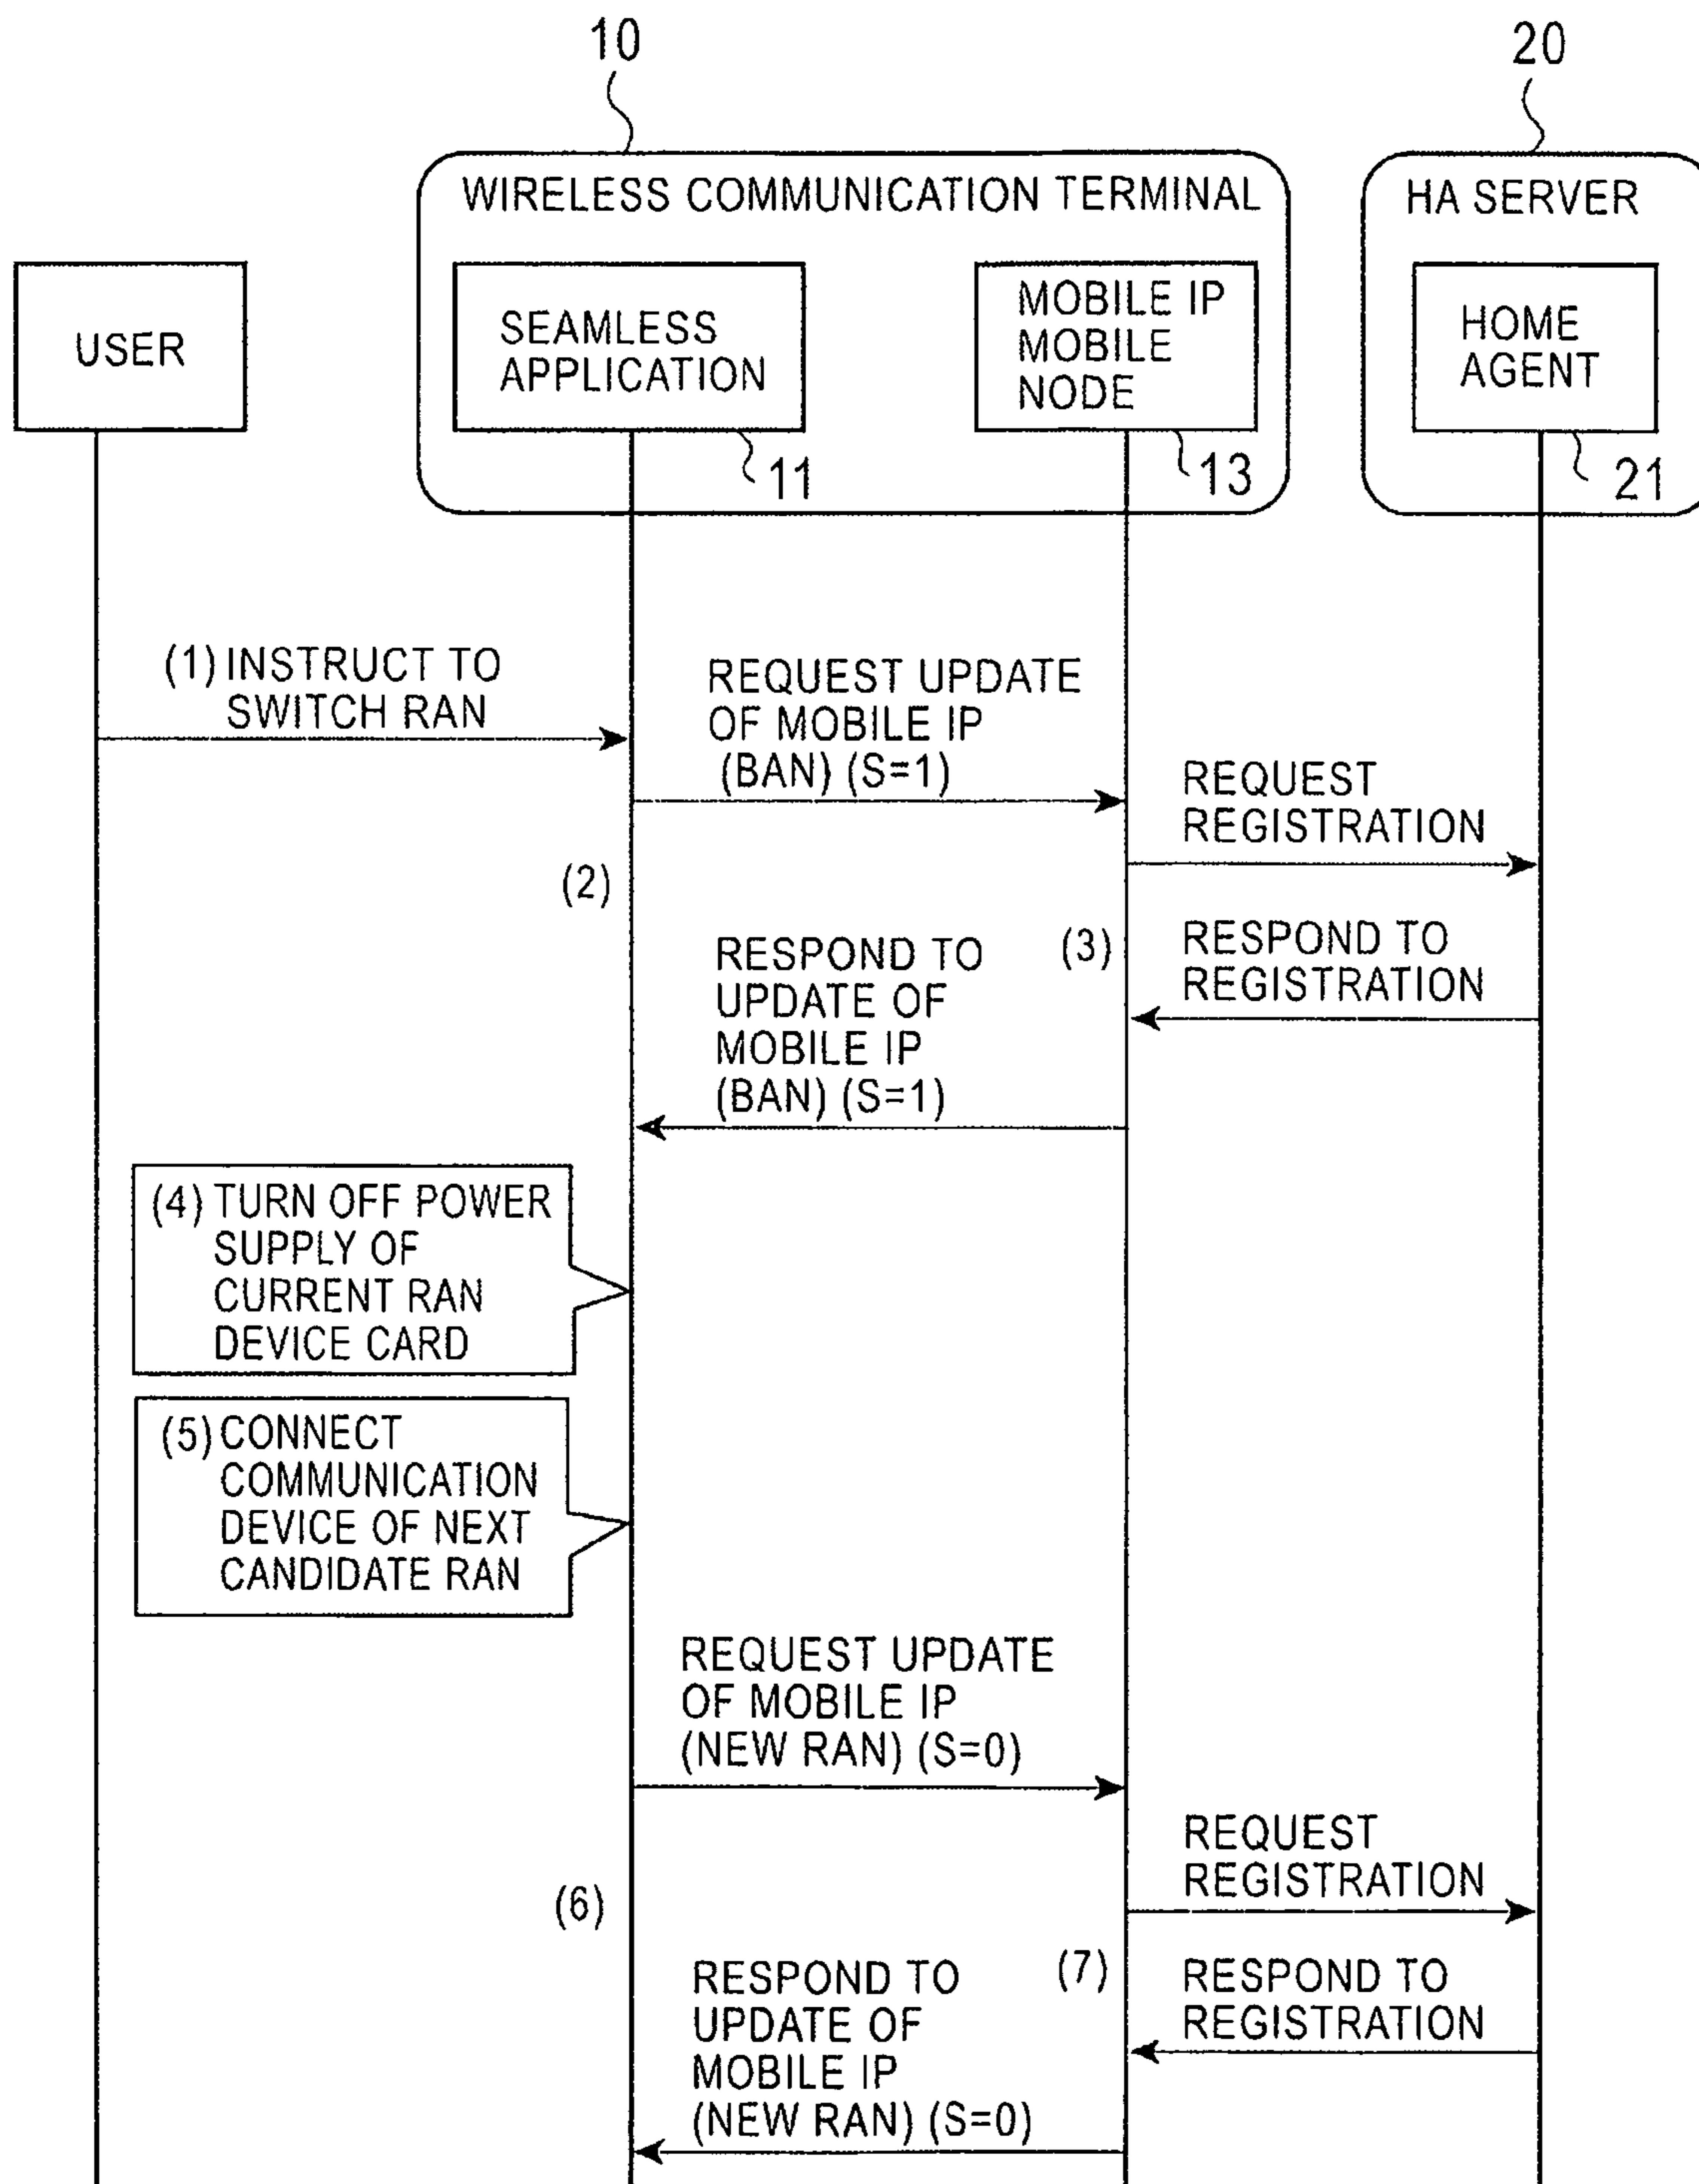 10
20
WIRELESS COMMUNICATION TERMINAL
HA SERVER
USER
SEAMLESS
APPLICATION
MOBILE IP
MOBILE
NODE
HOME
AGENT
11
13
21
(1) INSTRUCT TO
SWITCH RAN
REQUEST UPDATE
OF MOBILE IP
(BAN) (S=1)
REQUEST
REGISTRATION
(2)
(3)
RESPOND TO
REGISTRATION
RESPOND TO
UPDATE OF
MOBILE IP
(BAN) (S=1)
(4) TURN OFF POWER
SUPPLY OF
CURRENT RAN
DEVICE CARD
(5) CONNECT
COMMUNICATION
DEVICE OF NEXT
CANDIDATE RAN
REQUEST UPDATE
OF MOBILE IP
(NEW RAN) (S=0)
REQUEST
REGISTRATION
(6)
(7)
RESPOND TO
REGISTRATION
RESPOND TO
UPDATE OF
MOBILE IP
(NEW RAN) (S=0)